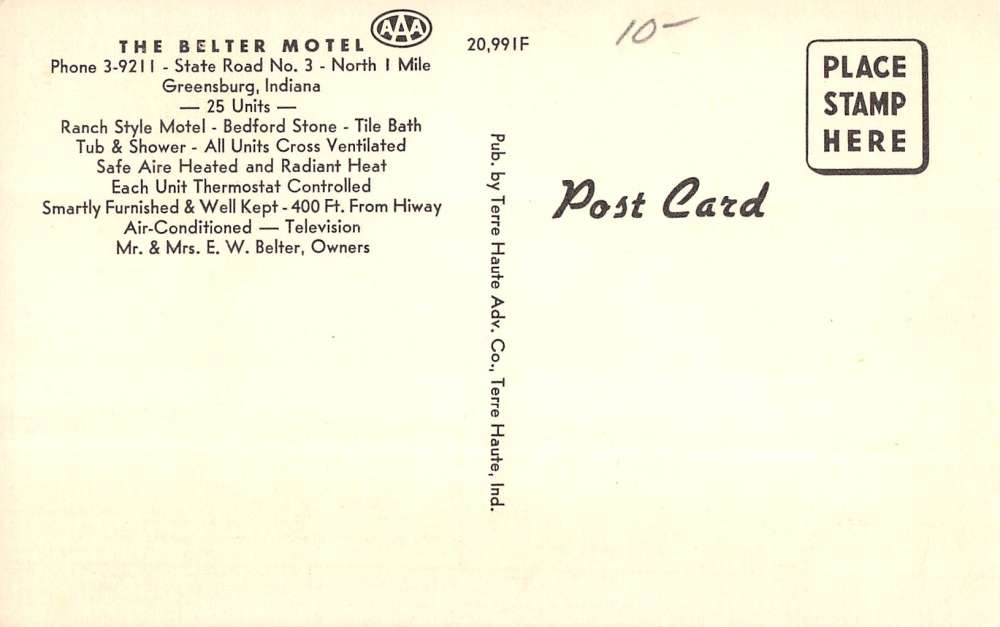 AAA
THE BELTER MOTEL
Phone 3-9211 - State Road No. 3 - North 1 Mile
Greensburg, Indiana
— 25 Units —
Ranch Style Motel - Bedford Stone - Tile Bath
Tub & Shower - All Units Cross Ventilated
Safe Aire Heated and Radiant Heat
Each Unit Thermostat Controlled
Smartly Furnished & Well Kept - 400 Ft. From Hiway
Air-Conditioned — Television
Mr. & Mrs. E. W. Belter, Owners
20,991F
Pub. by Terre Haute Adv. Co., Terre Haute, Ind.
10-
Post Card
PLACE
STAMP
HERE